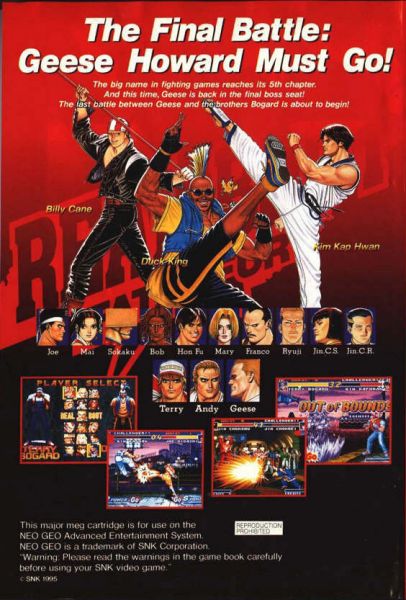 The Final Battle:
Geese Howard Must Go!
The big name in fighting games reaches its 5th chapter.
And this time, Geese is back in the final boss seat!
The last battle between Geese and the brothers Bogard is about to begin!
Billy Cane
Duck King
Kim Kap Hwan
Joe Mai Sokaku Bob Hon Fu Mary Franco Ryuji Jin.C.S. Jin.C.R.
Terry Andy Geese
PLAYER SELECT
REAL BOUT
TERRY
BOGARD
OUT OF BOUNDS
This major meg cartridge is for use on the
NEO GEO Advanced Entertainment System.
NEO GEO is a trademark of SNK Corporation.
"Warning: Please read the warnings in the game book carefully
before using your SNK video game."
© SNK 1995
REPRODUCTION
PROHIBITED